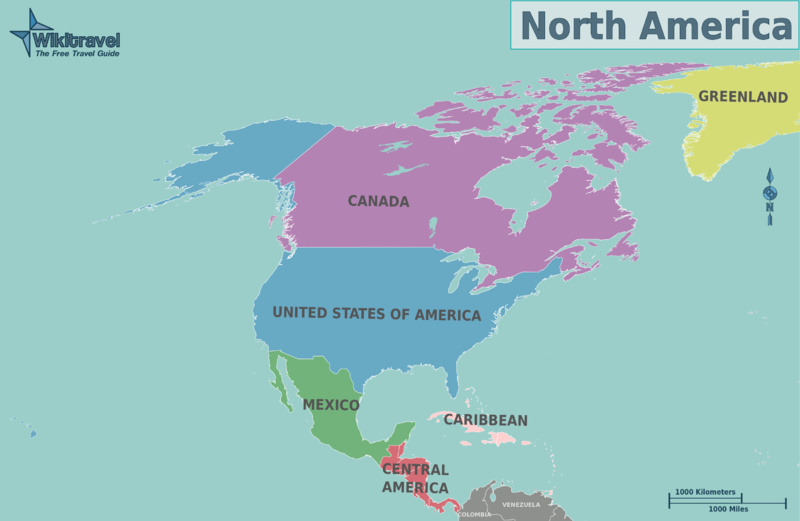 North America
Wikitravel
The Free Travel Guide
GREENLAND
CANADA
N
UNITED STATES OF AMERICA
MEXICO
CARIBBEAN
CENTRAL
AMERICA
1000 Kilometers
1000 Miles
VENEZUELA
COLOMBIA